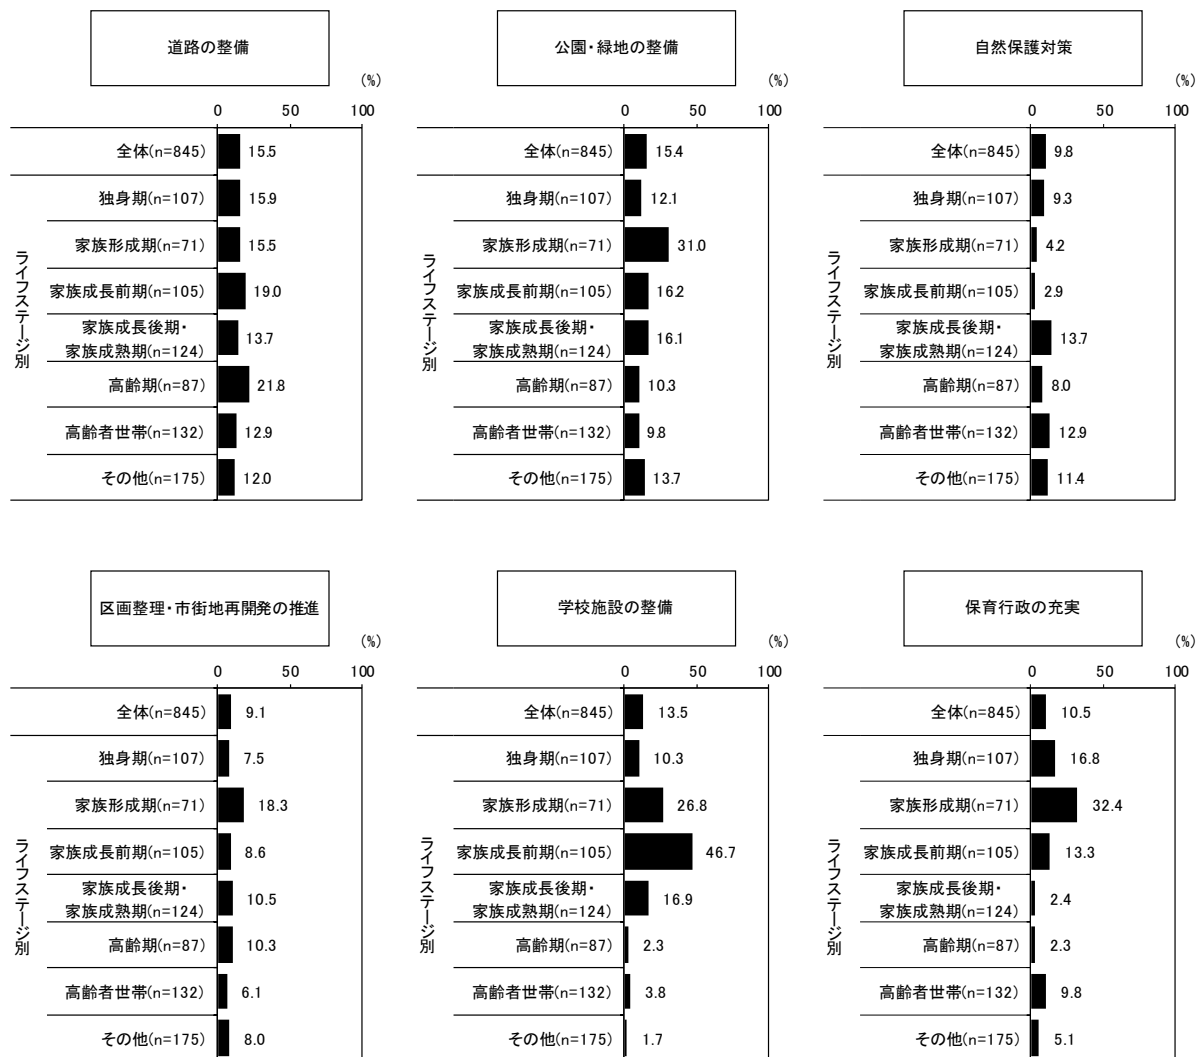 道路の整備
(%)
0 50 100
全体(n=845) 15.5
ライフステージ別
独身期(n=107) 15.9
家族形成期(n=71) 15.5
家族成長前期(n=105) 19.0
家族成長後期・
家族成熟期(n=124) 13.7
高齢期(n=87) 21.8
高齢者世帯(n=132) 12.9
その他(n=175) 12.0
公園・緑地の整備
(%)
0 50 100
全体(n=845) 15.4
ライフステージ別
独身期(n=107) 12.1
家族形成期(n=71) 31.0
家族成長前期(n=105) 16.2
家族成長後期・
家族成熟期(n=124) 16.1
高齢期(n=87) 10.3
高齢者世帯(n=132) 9.8
その他(n=175) 13.7
自然保護対策
(%)
0 50 100
全体(n=845) 9.8
ライフステージ別
独身期(n=107) 9.3
家族形成期(n=71) 4.2
家族成長前期(n=105) 2.9
家族成長後期・
家族成熟期(n=124) 13.7
高齢期(n=87) 8.0
高齢者世帯(n=132) 12.9
その他(n=175) 11.4
区画整理・市街地再開発の推進
(%)
0 50 100
全体(n=845) 9.1
ライフステージ別
独身期(n=107) 7.5
家族形成期(n=71) 18.3
家族成長前期(n=105) 8.6
家族成長後期・
家族成熟期(n=124) 10.5
高齢期(n=87) 10.3
高齢者世帯(n=132) 6.1
その他(n=175) 8.0
学校施設の整備
(%)
0 50 100
全体(n=845) 13.5
ライフステージ別
独身期(n=107) 10.3
家族形成期(n=71) 26.8
家族成長前期(n=105) 46.7
家族成長後期・
家族成熟期(n=124) 16.9
高齢期(n=87) 2.3
高齢者世帯(n=132) 3.8
その他(n=175) 1.7
保育行政の充実
(%)
0 50 100
全体(n=845) 10.5
ライフステージ別
独身期(n=107) 16.8
家族形成期(n=71) 32.4
家族成長前期(n=105) 13.3
家族成長後期・
家族成熟期(n=124) 2.4
高齢期(n=87) 2.3
高齢者世帯(n=132) 9.8
その他(n=175) 5.1